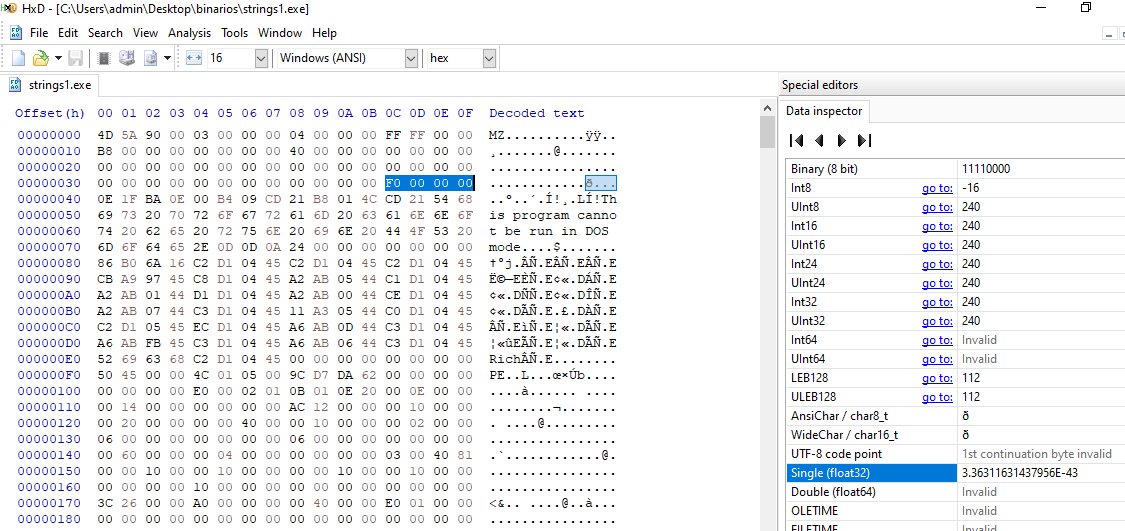 HxD - [C:\Users\admin\Desktop\binarios\strings1.exe]
File Edit Search View Analysis Tools Window Help
16 Windows (ANSI) hex
strings1.exe
Special editors
Data inspector
Offset(h) 00 01 02 03 04 05 06 07 08 09 0A 0B 0C 0D 0E 0F Decoded text
00000000 4D 5A 90 00 03 00 00 00 04 00 00 00 FF FF 00 00 MZ..........ÿÿ..
00000010 B8 00 00 00 00 00 00 00 40 00 00 00 00 00 00 00 ¸.......@.......
00000020 00 00 00 00 00 00 00 00 00 00 00 00 00 00 00 00 ................
00000030 00 00 00 00 00 00 00 00 00 00 00 00 F0 00 00 00 ............ð...
00000040 0E 1F BA 0E 00 B4 09 CD 21 B8 01 4C CD 21 54 68 ..º..´.Í!¸.LÍ!Th
00000050 69 73 20 70 72 6F 67 72 61 6D 20 63 61 6E 6E 6F is program canno
00000060 74 20 62 65 20 72 75 6E 20 69 6E 20 44 4F 53 20 t be run in DOS
00000070 6D 6F 64 65 2E 0D 0D 0A 24 00 00 00 00 00 00 00 mode....$.......
00000080 86 B0 6A 16 C2 D1 04 45 C2 D1 04 45 C2 D1 04 45 †°j.ÂÑ.EÂÑ.EÂÑ.E
00000090 CB A9 97 45 C8 D1 04 45 A2 AB 05 44 C1 D1 04 45 Ë©—EÈÑ.E¢«.DÁÑ.E
000000A0 A2 AB 01 44 D1 D1 04 45 A2 AB 00 44 CE D1 04 45 ¢«.DÑÑ.E¢«.DÎÑ.E
000000B0 A2 AB 07 44 C3 D1 04 45 11 A3 05 44 C0 D1 04 45 ¢«.DÃÑ.E.£.DÀÑ.E
000000C0 C2 D1 05 45 EC D1 04 45 A6 AB 0D 44 C3 D1 04 45 ÂÑ.EìÑ.E¦«.DÃÑ.E
000000D0 A6 AB FB 45 C3 D1 04 45 A6 AB 06 44 C3 D1 04 45 ¦«ûEÃÑ.E¦«.DÃÑ.E
000000E0 52 69 63 68 C2 D1 04 45 00 00 00 00 00 00 00 00 RichÂÑ.E........
000000F0 50 45 00 00 4C 01 05 00 9C D7 DA 62 00 00 00 00 PE..L...œ×Úb....
00000100 00 00 00 00 E0 00 02 01 0B 01 0E 20 00 0E 00 00 ....à...... ....
00000110 00 14 00 00 00 00 00 00 AC 12 00 00 00 10 00 00 ........¬.......
00000120 00 20 00 00 00 00 40 00 00 10 00 00 00 02 00 00 . ....@.........
00000130 06 00 00 00 00 00 00 00 06 00 00 00 00 00 00 00 ................
00000140 00 60 00 00 00 04 00 00 00 00 00 00 03 00 40 81 .`............@.
00000150 00 00 10 00 00 10 00 00 00 00 10 00 00 10 00 00 ................
00000160 00 00 00 00 10 00 00 00 00 00 00 00 00 00 00 00 ................
00000170 3C 26 00 00 A0 00 00 00 00 40 00 00 E0 01 00 00 <&.. ....@..à...
00000180 00 00 00 00 00 00 00 00 00 00 00 00 00 00 00 00 ................
Binary (8 bit) 11110000
Int8 go to: -16
UInt8 go to: 240
Int16 go to: 240
UInt16 go to: 240
Int24 go to: 240
UInt24 go to: 240
Int32 go to: 240
UInt32 go to: 240
Int64 go to: Invalid
UInt64 go to: Invalid
LEB128 go to: 112
ULEB128 go to: 112
AnsiChar / char8_t ð
WideChar / char16_t ð
UTF-8 code point 1st continuation byte invalid
Single (float32) 3.36311631437956E-43
Double (float64) Invalid
OLETIME Invalid
FILETIME Invalid